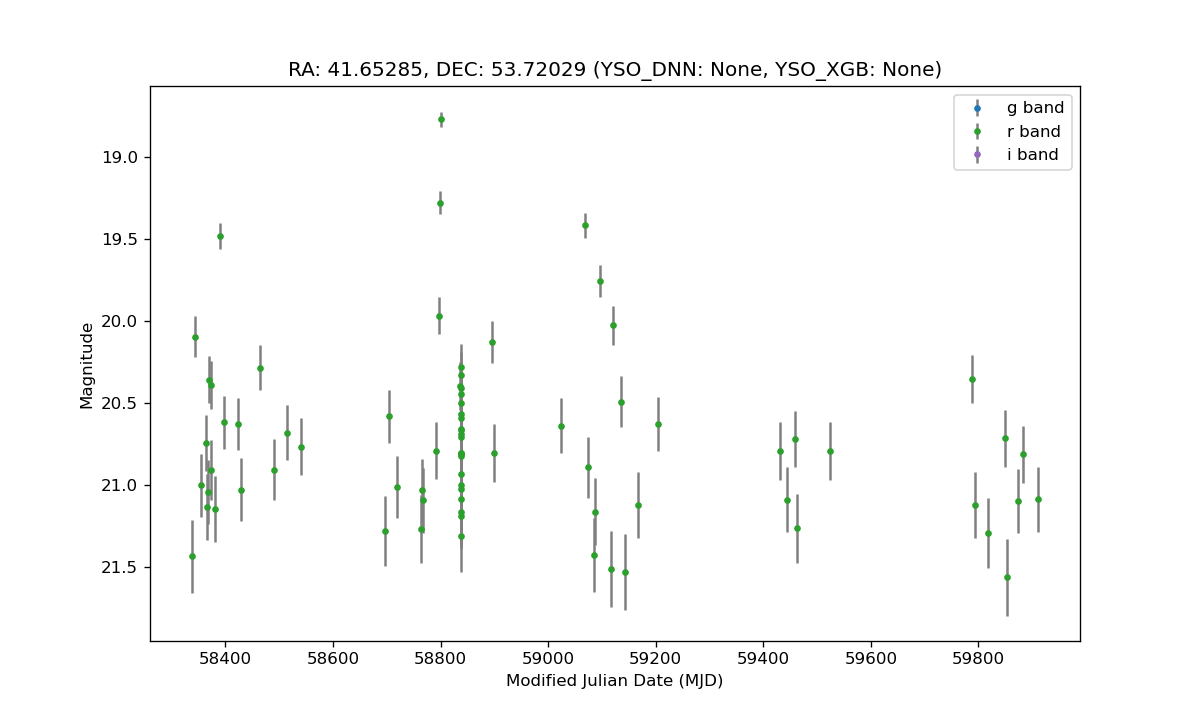 RA: 41.65285, DEC: 53.72029 (YSO_DNN: None, YSO_XGB: None)
g band
r band
i band
19.0
19.5
20.0
20.5
21.0
21.5
Magnitude
58400 58600 58800 59000 59200 59400 59600 59800
Modified Julian Date (MJD)